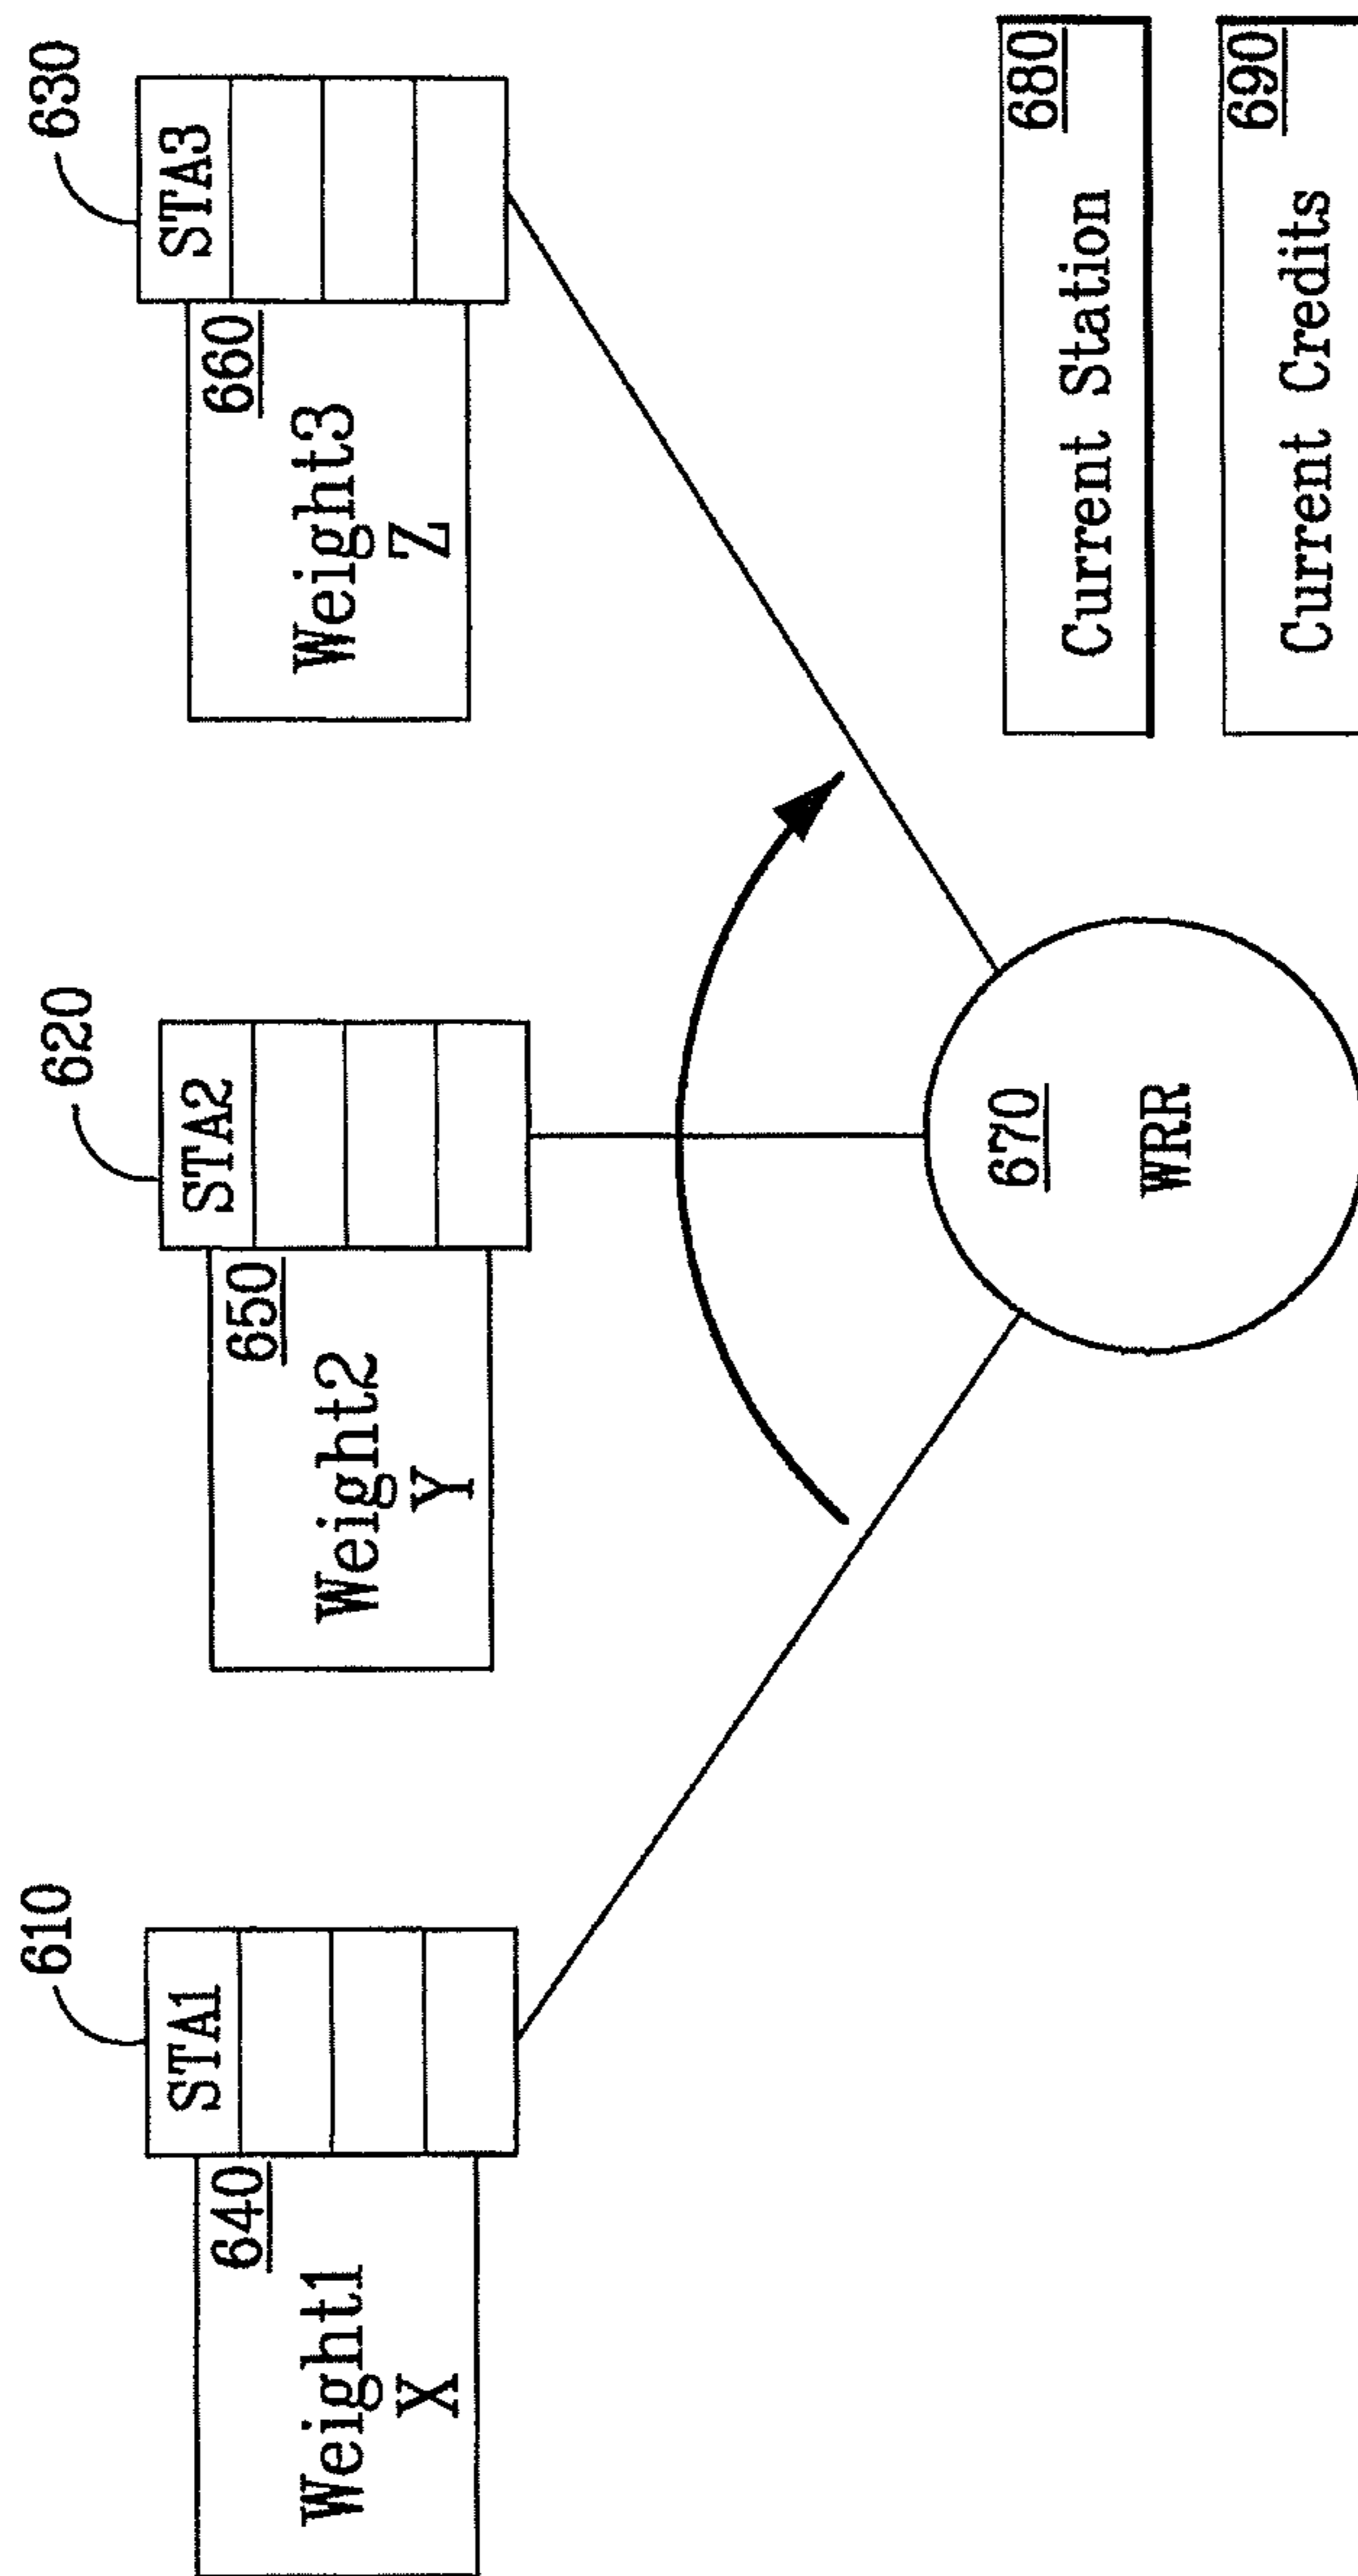 610
620
630
STA1
STA2
STA3
640
Weight1
X
650
Weight2
Y
660
Weight3
Z
670
WRR
680
Current Station
690
Current Credits